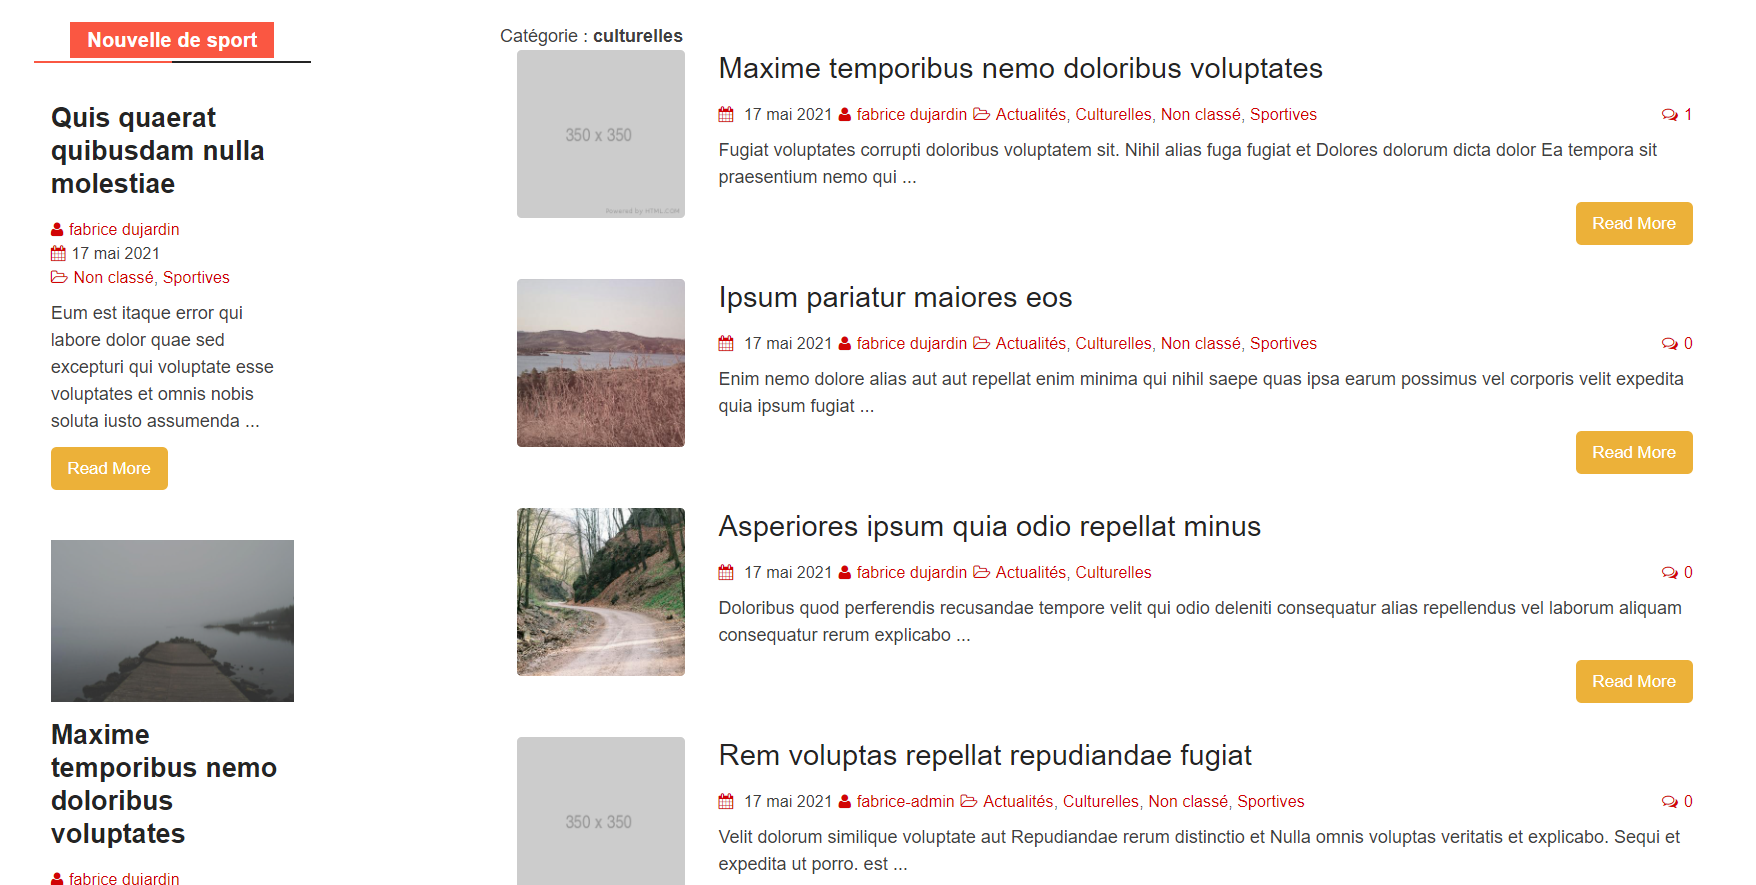 Nouvelle de sport
Quis quaerat
quibusdam nulla
molestiae
fabrice dujardin
17 mai 2021
Non classé, Sportives
Eum est itaque error qui
labore dolor quae sed
excepturi qui voluptate esse
voluptates et omnis nobis
soluta iusto assumenda ...
Read More
Maxime
temporibus nemo
doloribus
voluptates
fabrice dujardin
Catégorie : culturelles
350 x 350
Powered by HTML.COM
Maxime temporibus nemo doloribus voluptates
17 mai 2021 fabrice dujardin Actualités, Culturelles, Non classé, Sportives 1
Fugiat voluptates corrupti doloribus voluptatem sit. Nihil alias fuga fugiat et Dolores dolorum dicta dolor Ea tempora sit
praesentium nemo qui ...
Read More
Ipsum pariatur maiores eos
17 mai 2021 fabrice dujardin Actualités, Culturelles, Non classé, Sportives 0
Enim nemo dolore alias aut aut repellat enim minima qui nihil saepe quas ipsa earum possimus vel corporis velit expedita
quia ipsum fugiat ...
Read More
Asperiores ipsum quia odio repellat minus
17 mai 2021 fabrice dujardin Actualités, Culturelles 0
Doloribus quod perferendis recusandae tempore velit qui odio deleniti consequatur alias repellendus vel laborum aliquam
consequatur rerum explicabo ...
Read More
350 x 350
Rem voluptas repellat repudiandae fugiat
17 mai 2021 fabrice-admin Actualités, Culturelles, Non classé, Sportives 0
Velit dolorum similique voluptate aut Repudiandae rerum distinctio et Nulla omnis voluptas veritatis et explicabo. Sequi et
expedita ut porro. est ...